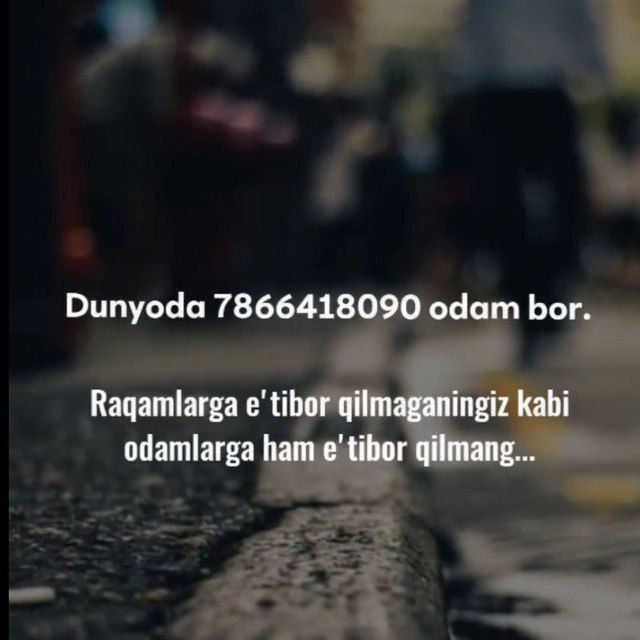 Dunyoda 7866418090 odam bor.
Raqamlarga e'tibor qilmaganingiz kabi
odamlarga ham e'tibor qilmang...